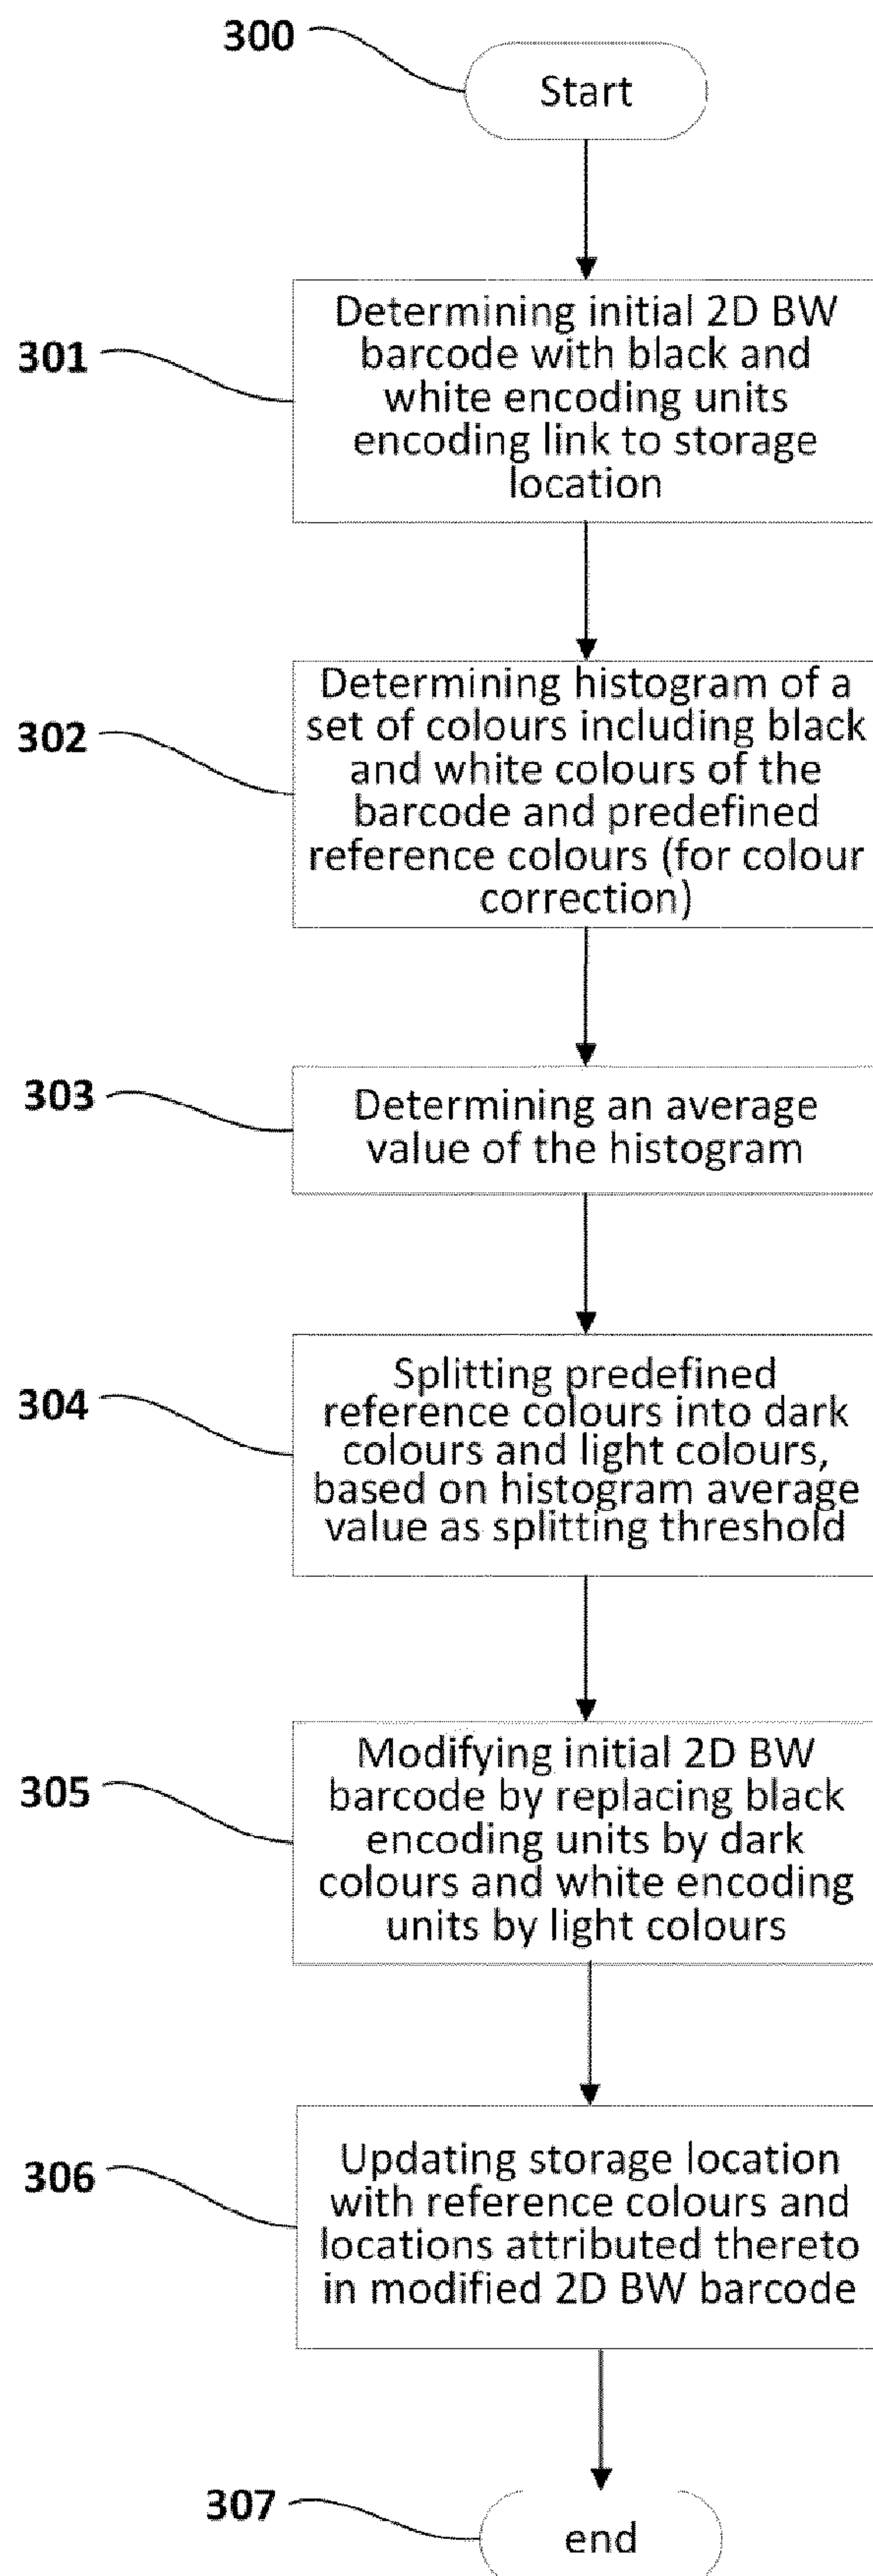 300
Start
301
Determining initial 2D BW
barcode with black and
white encoding units
encoding link to storage
location
302
Determining histogram of a
set of colours including black
and white colours of the
barcode and predefined
reference colours (for colour
correction)
303
Determining an average
value of the histogram
304
Splitting predefined
reference colours into dark
colours and light colours,
based on histogram average
value as splitting threshold
305
Modifying initial 2D BW
barcode by replacing black
encoding units by dark
colours and white encoding
units by light colours
306
Updating storage location
with reference colours and
locations attributed thereto
in modified 2D BW barcode
307
end